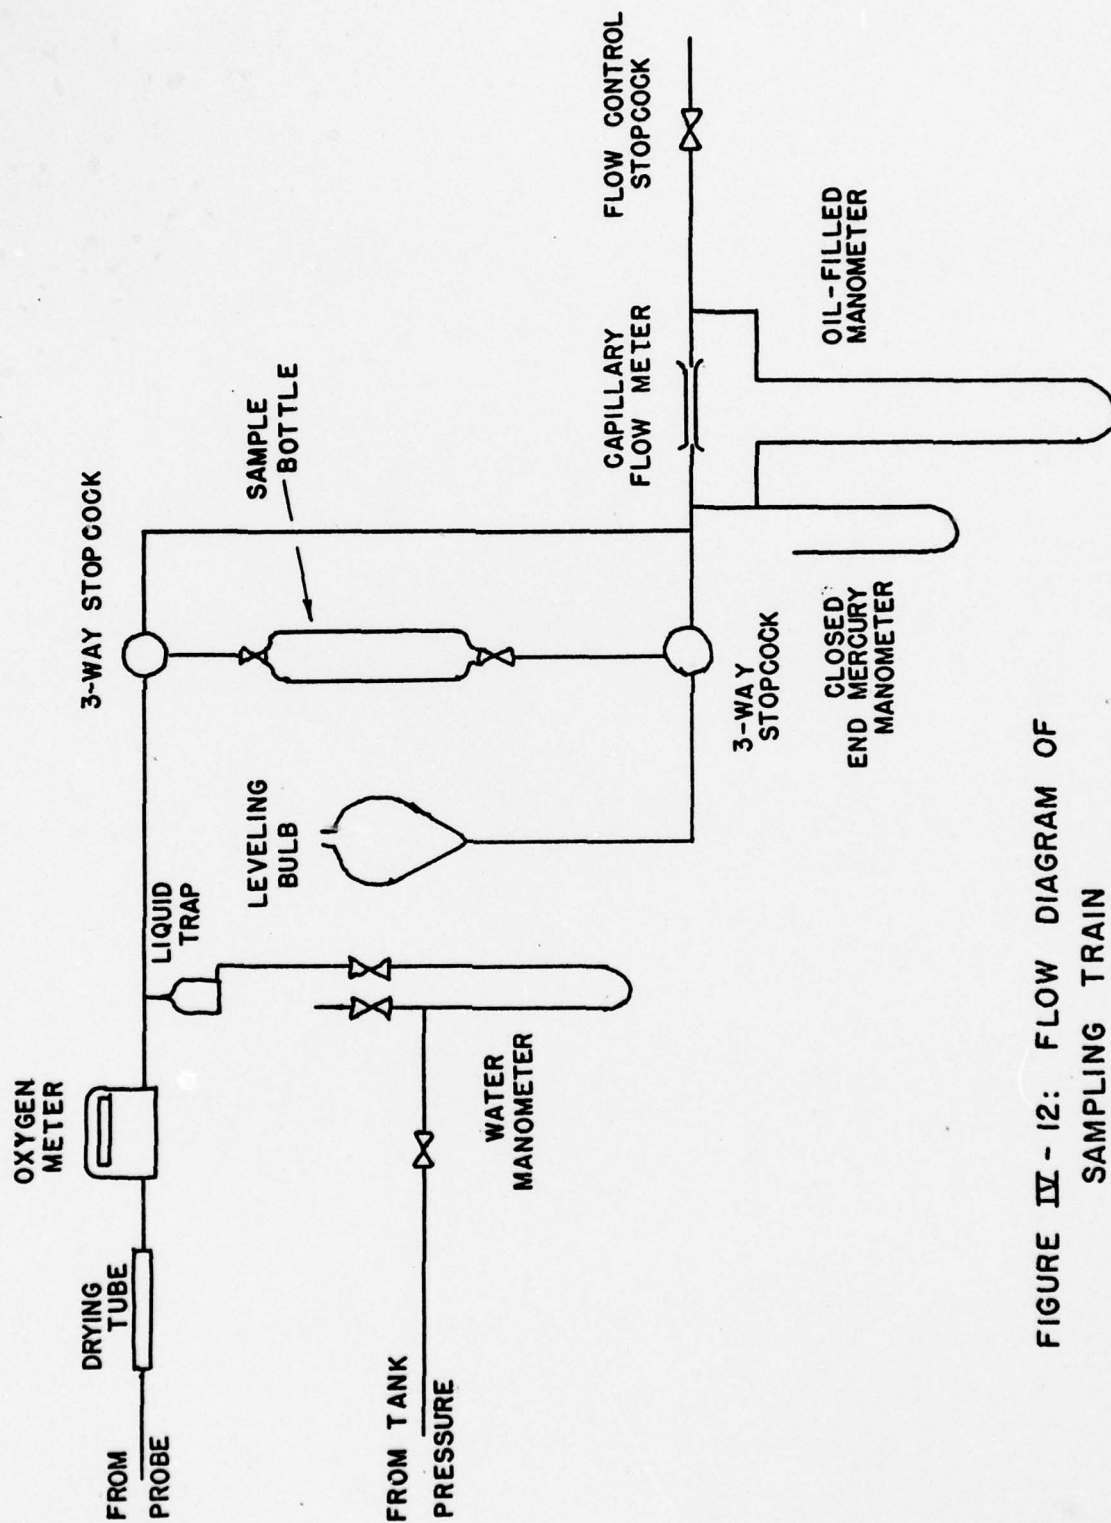 FROM
PROBE
DRYING
TUBE
OXYGEN
METER
LIQUID
TRAP
3-WAY STOPCOCK
SAMPLE
BOTTLE
LEVELING
BULB
FROM TANK
PRESSURE
WATER
MANOMETER
3-WAY
STOPCOCK
CAPILLARY
FLOW METER
FLOW CONTROL
STOPCOCK
CLOSED
END MERCURY
MANOMETER
OIL-FILLED
MANOMETER
FIGURE IV-12: FLOW DIAGRAM OF
SAMPLING TRAIN